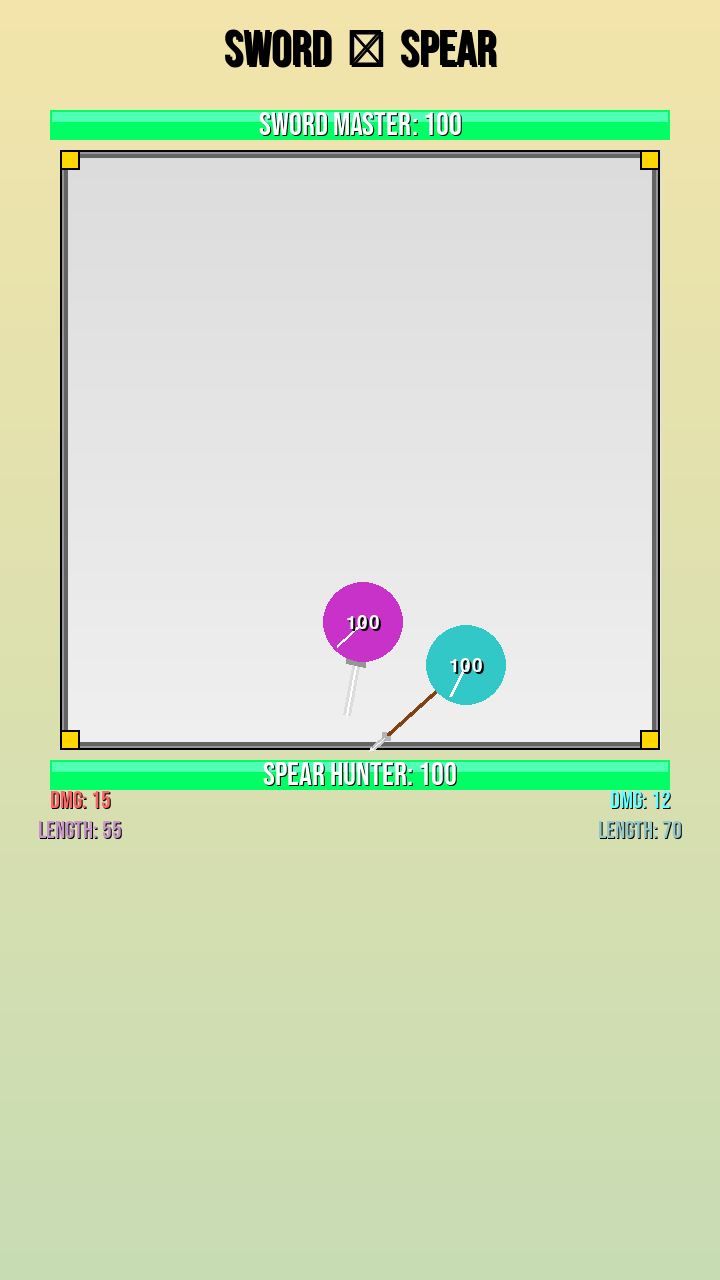 SWORD ☒ SPEAR
SWORD MASTER: 100
100
100
SPEAR HUNTER: 100
DMG: 15
DMG: 12
LENGTH: 55
LENGTH: 70